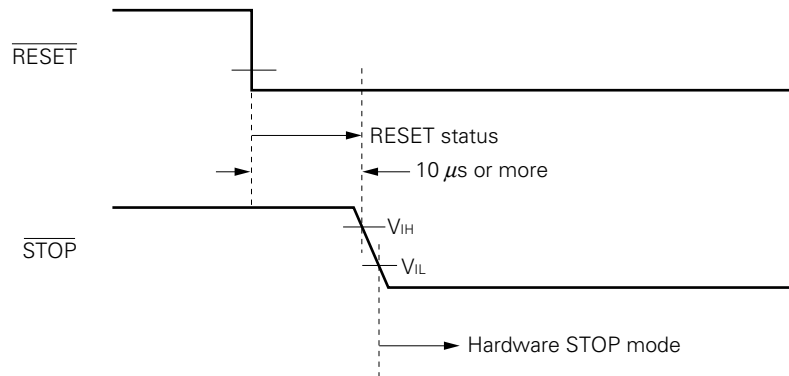 RESET
RESET status
10 μs or more
STOP
VIH
VIL
Hardware STOP mode